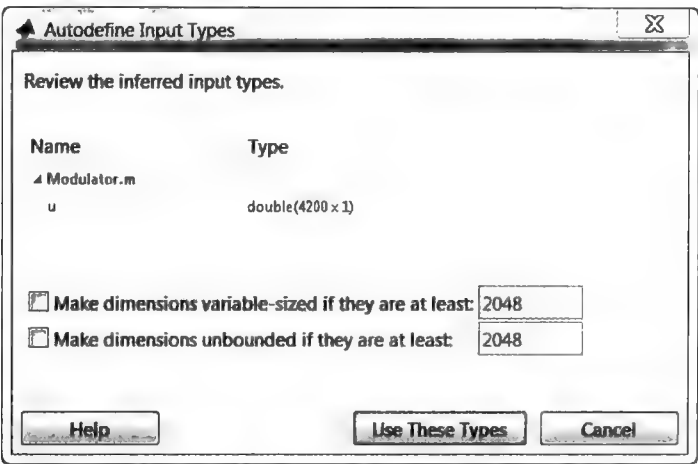 Autodefine Input Types
Review the inferred input types.
Name Type
Modulator.m
u double(4200 x 1)
Make dimensions variable-sized if they are at least: 2048
Make dimensions unbounded if they are at least: 2048
Help Use These Types Cancel